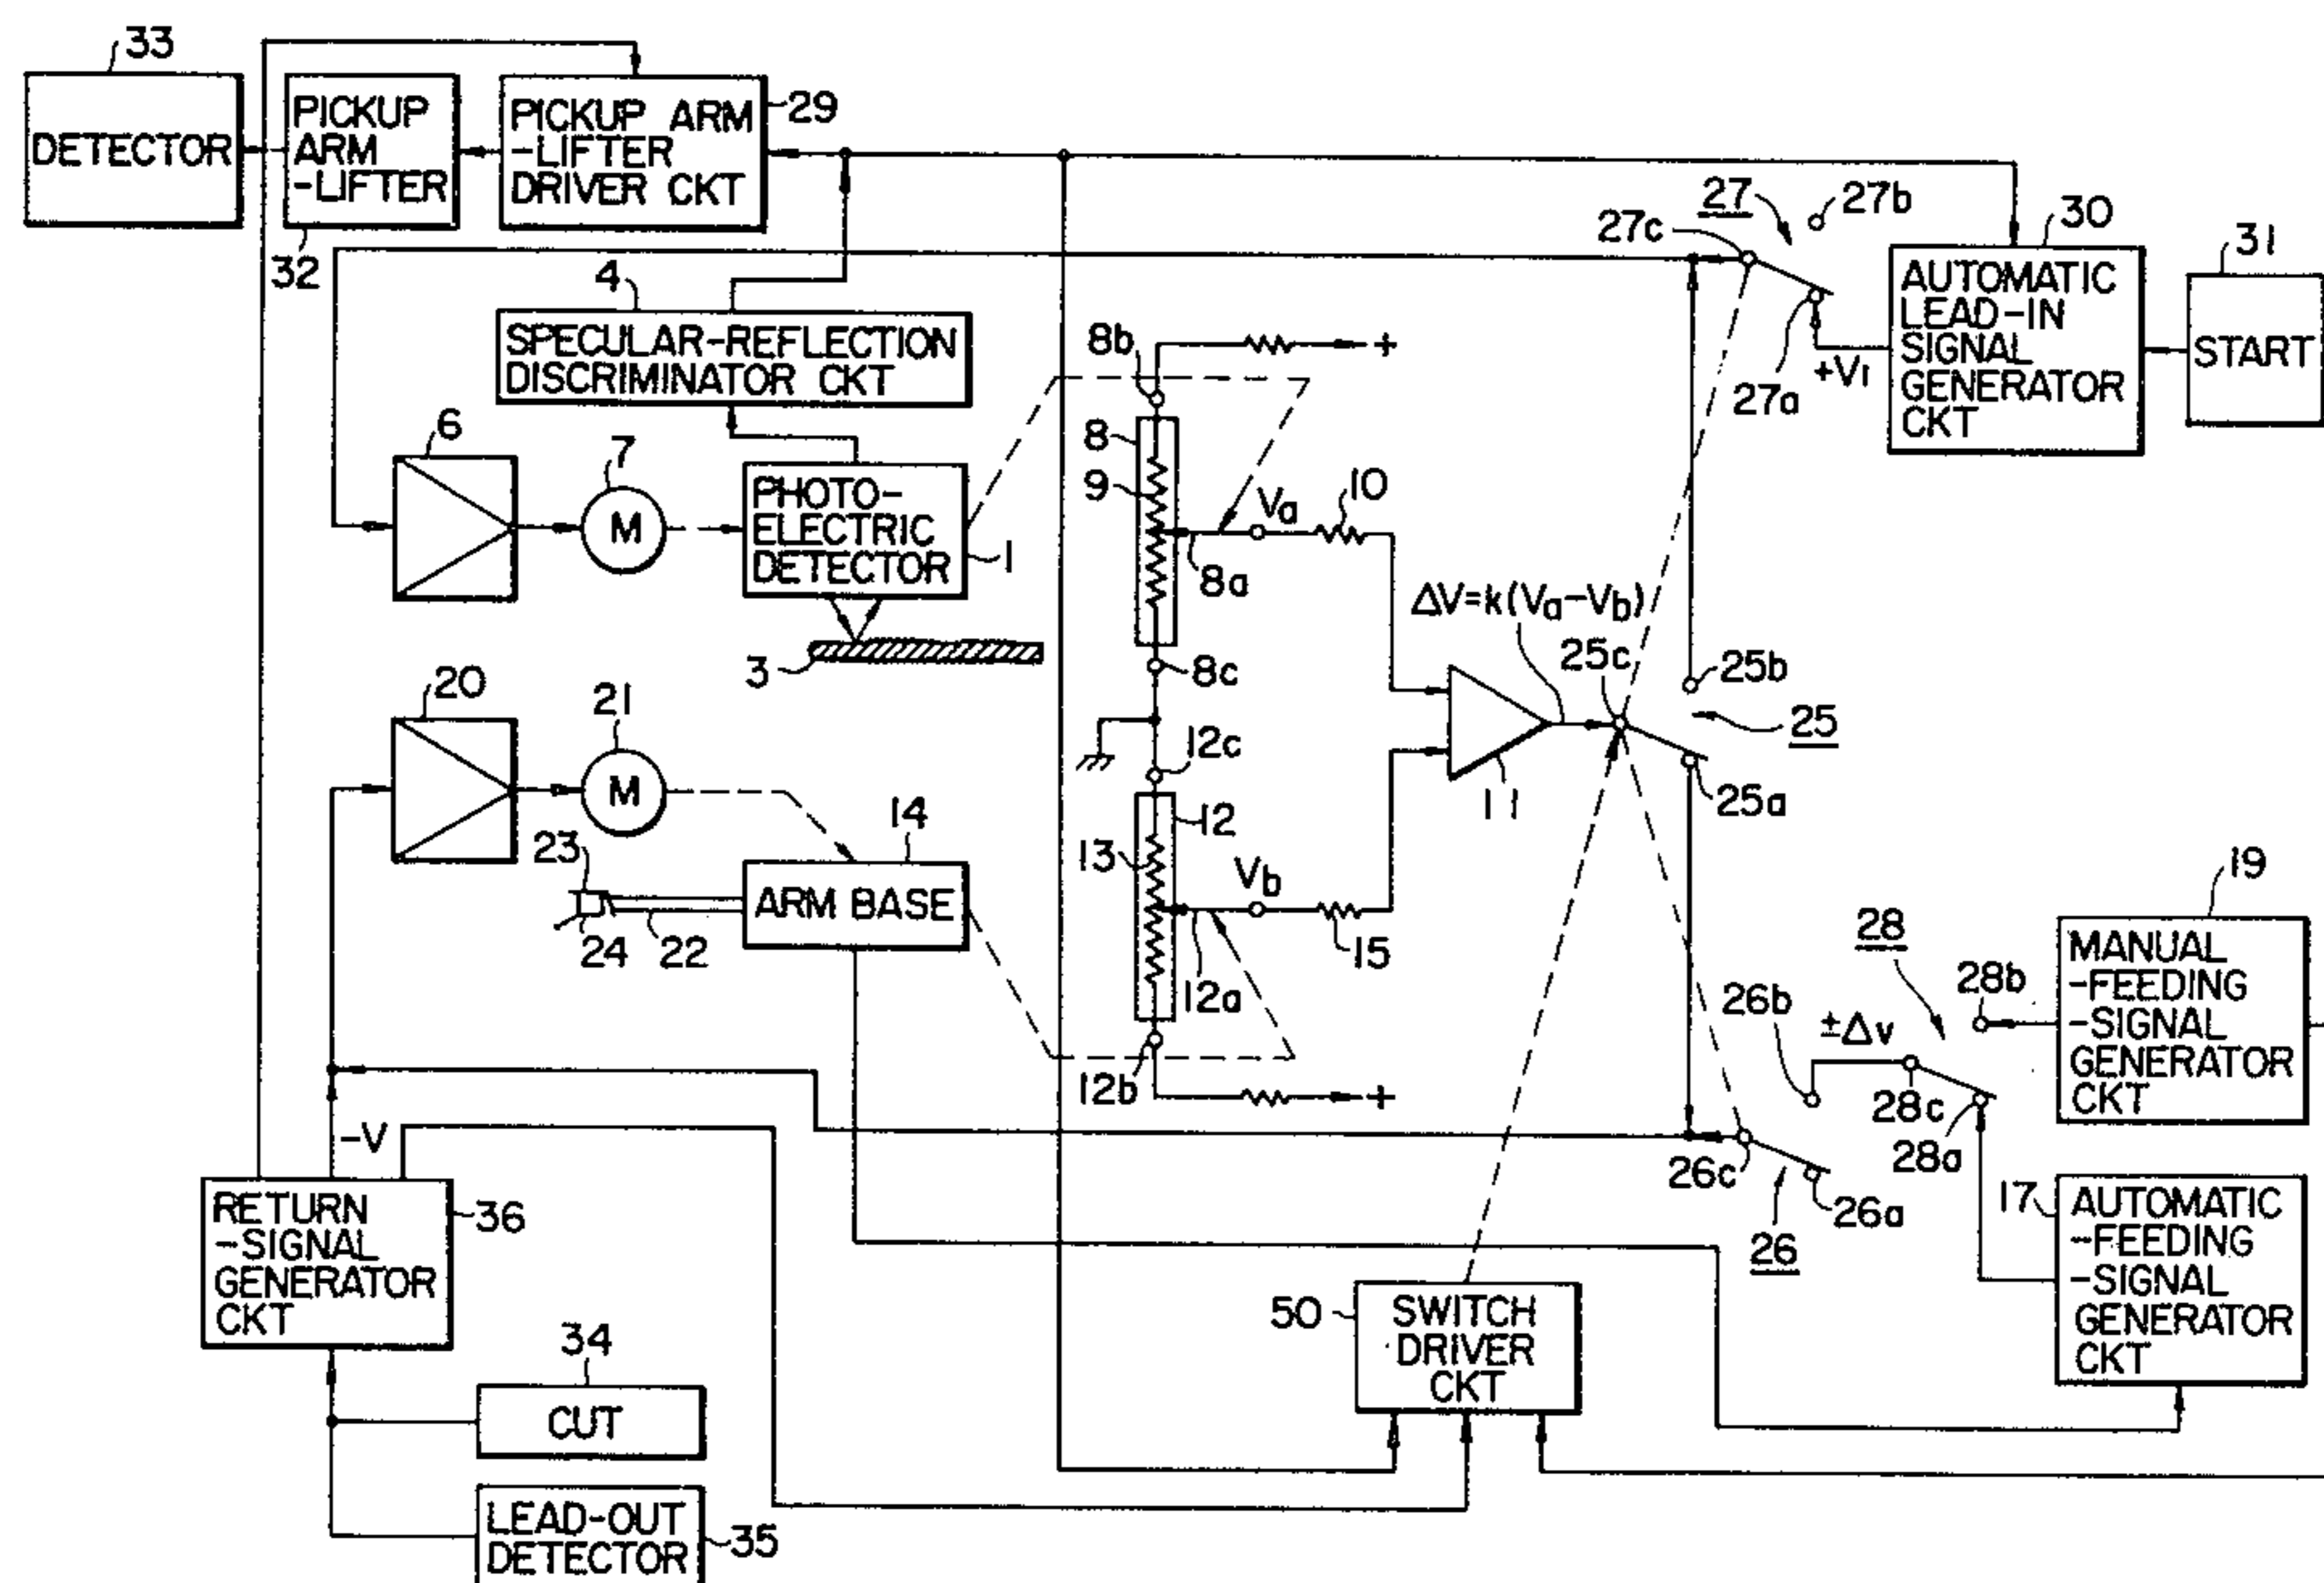 33
DETECTOR
PICKUP
ARM
-LIFTER
32
PICKUP ARM
-LIFTER
DRIVER CKT
29
4
SPECULAR-REFLECTION
DISCRIMINATOR CKT
27
27b
27c
27a
+V1
30
AUTOMATIC
LEAD-IN
SIGNAL
GENERATOR
CKT
31
START
6
7
M
PHOTO-
ELECTRIC
DETECTOR
1
3
8b
+
8
9
Va
10
8a
8c
ΔV=k(Va-Vb)
25c
25b
25
25a
11
20
21
M
14
ARM BASE
23
24
22
12c
12
13
Vb
15
12a
12b
+
19
MANUAL
-FEEDING
-SIGNAL
GENERATOR
CKT
28
28b
28c
28a
±Δv
26b
26c
26a
26
17
AUTOMATIC
-FEEDING
-SIGNAL
GENERATOR
CKT
-V
RETURN
-SIGNAL
GENERATOR
CKT
36
34
CUT
LEAD-OUT
DETECTOR
35
50
SWITCH
DRIVER
CKT